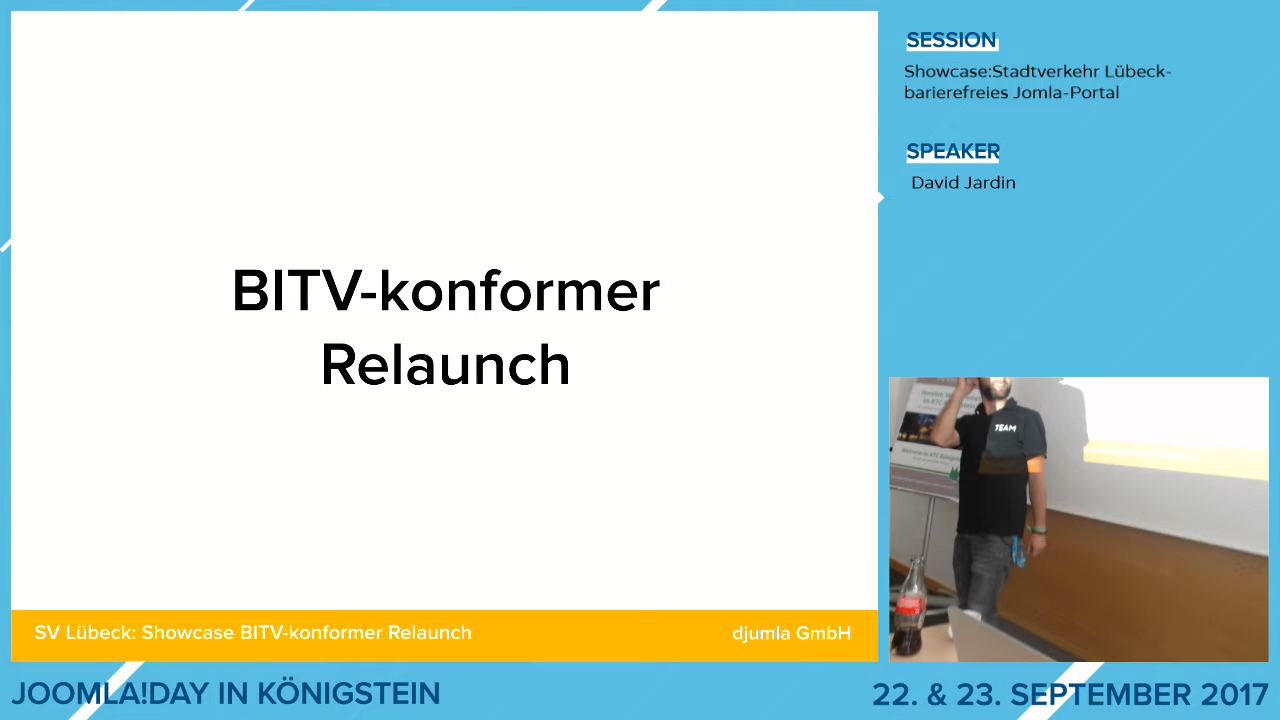 BITV-konformer
Relaunch
SV Lübeck: Showcase BITV-konformer Relaunch
djumla GmbH
SESSION
Showcase:Stadtverkehr Lübeck-
barierefreies Jomla-Portal
SPEAKER
David Jardin
TEAM
JOOMLA!DAY IN KÖNIGSTEIN
22. & 23. SEPTEMBER 2017